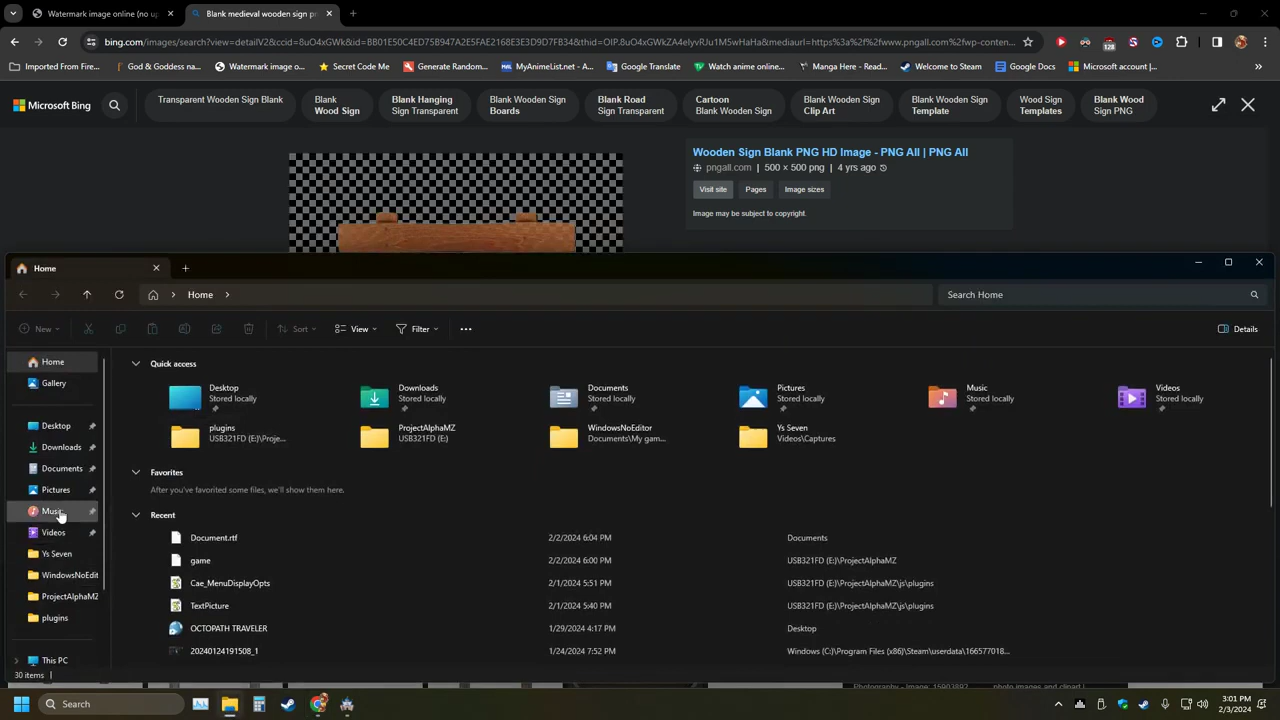 Watermark image online (no up
Blank medieval wooden sign pn
bing.com/images/search?view=detailV2&ccid=8uO4xGWk&id=BB01E50C4ED75B947A2E5FAE2168E3E3D9D7FB34&thid=OIP.8uO4xGWkZA4elyvRJu1M5wHaHa&mediaurl=https%3a%2f%2fwww.pngall.com%2fwp-conten...
128
Imported From Fire...
God & Goddess na...
Watermark image o...
Secret Code Me
Generate Random...
MyAnimeList.net - A...
Google Translate
Watch anime online...
Manga Here - Read...
Welcome to Steam
Google Docs
Microsoft account |...
Microsoft Bing
Transparent Wooden Sign Blank
Blank
Wood Sign
Blank Hanging
Sign Transparent
Blank Wooden Sign
Boards
Blank Road
Sign Transparent
Cartoon
Blank Wooden Sign
Blank Wooden Sign
Clip Art
Blank Wooden Sign
Template
Wood Sign
Templates
Blank Wood
Sign PNG
Wooden Sign Blank PNG HD Image - PNG All | PNG All
pngall.com | 500 × 500 png | 4 yrs ago
Visit site
Pages
Image sizes
Image may be subject to copyright.
Home
Home
Search Home
New
Sort
View
Filter
Details
Home
Gallery
Desktop
Downloads
Documents
Pictures
Music
Videos
Ys Seven
WindowsNoEdit
ProjectAlphaMZ
plugins
This PC
Quick access
Desktop
Stored locally
Downloads
Stored locally
Documents
Stored locally
Pictures
Stored locally
Music
Stored locally
Videos
Stored locally
plugins
USB321FD (E:)\Proje...
ProjectAlphaMZ
USB321FD (E:)
WindowsNoEditor
Documents\My gam...
Ys Seven
Videos\Captures
Favorites
After you've favorited some files, we'll show them here.
Recent
Document.rtf 2/2/2024 6:04 PM Documents
game 2/2/2024 6:00 PM USB321FD (E:)\ProjectAlphaMZ
Cae_MenuDisplayOpts 2/1/2024 5:51 PM USB321FD (E:)\ProjectAlphaMZ\js\plugins
TextPicture 2/1/2024 5:40 PM USB321FD (E:)\ProjectAlphaMZ\js\plugins
OCTOPATH TRAVELER 1/29/2024 4:17 PM Desktop
20240124191508_1 1/24/2024 7:52 PM Windows (C:)\Program Files (x86)\Steam\userdata\166577018...
30 items
Search
3:01 PM
2/3/2024